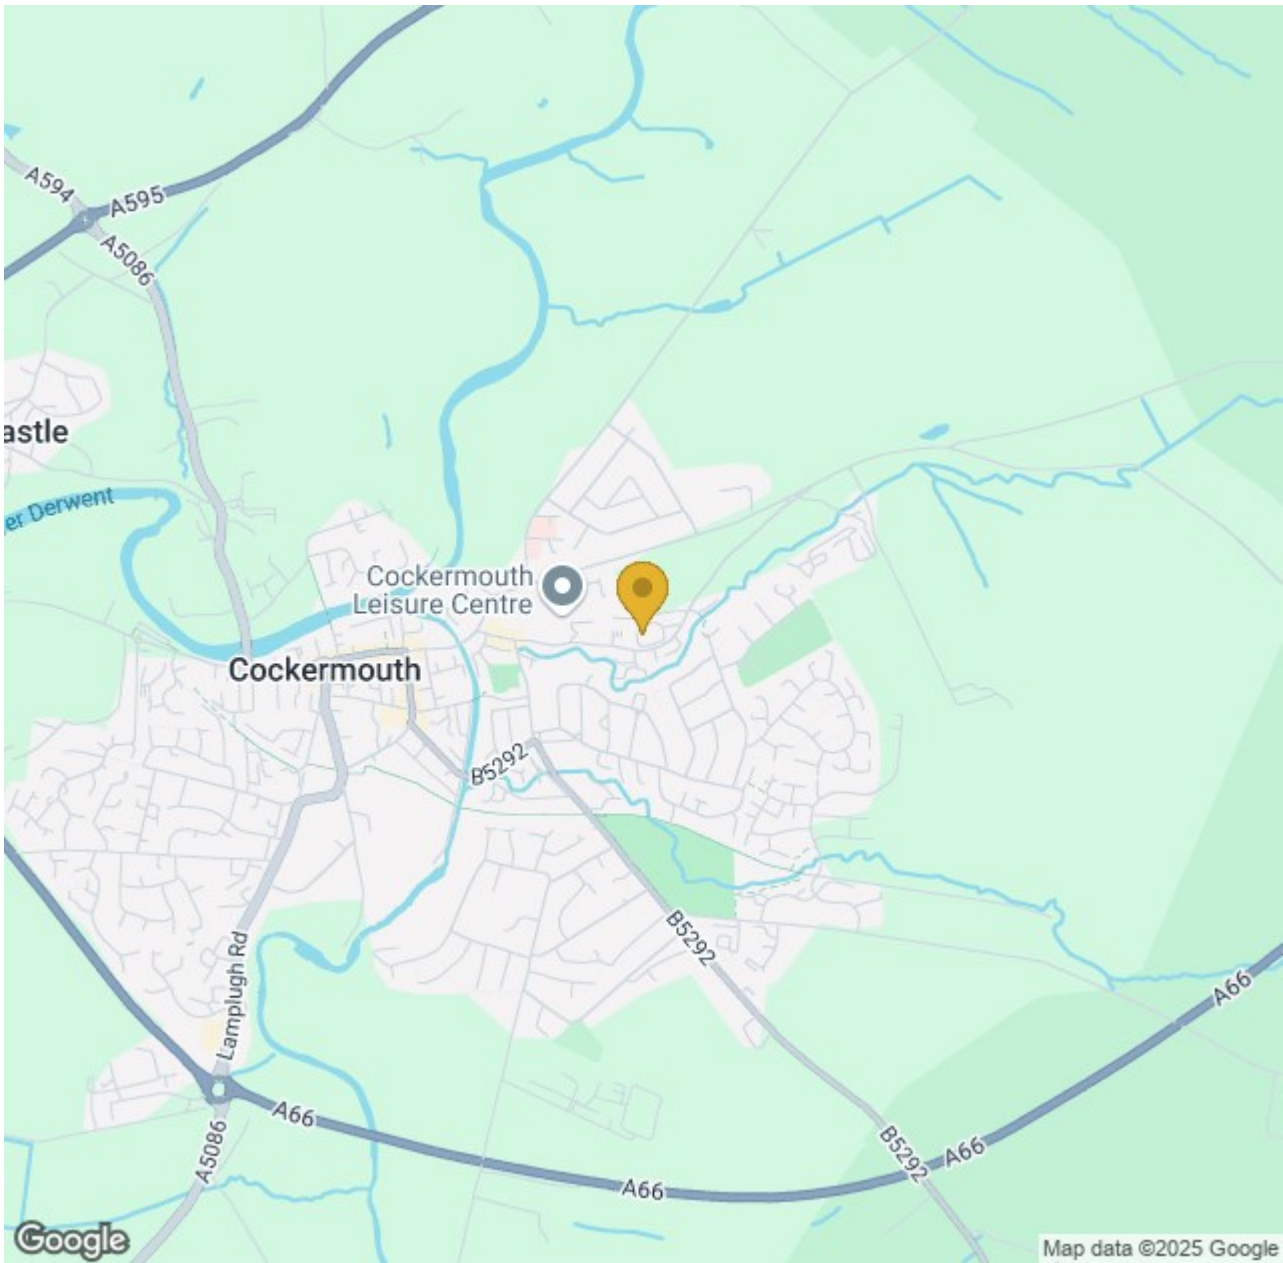 A594
A595
A5086
astle
er Derwent
Cockermouth
Leisure Centre
Cockermouth
B5292
B5292
Lamplugh Rd
A66
A66
A5086
A66
B5292
A66
Google
Map data ©2025 Google